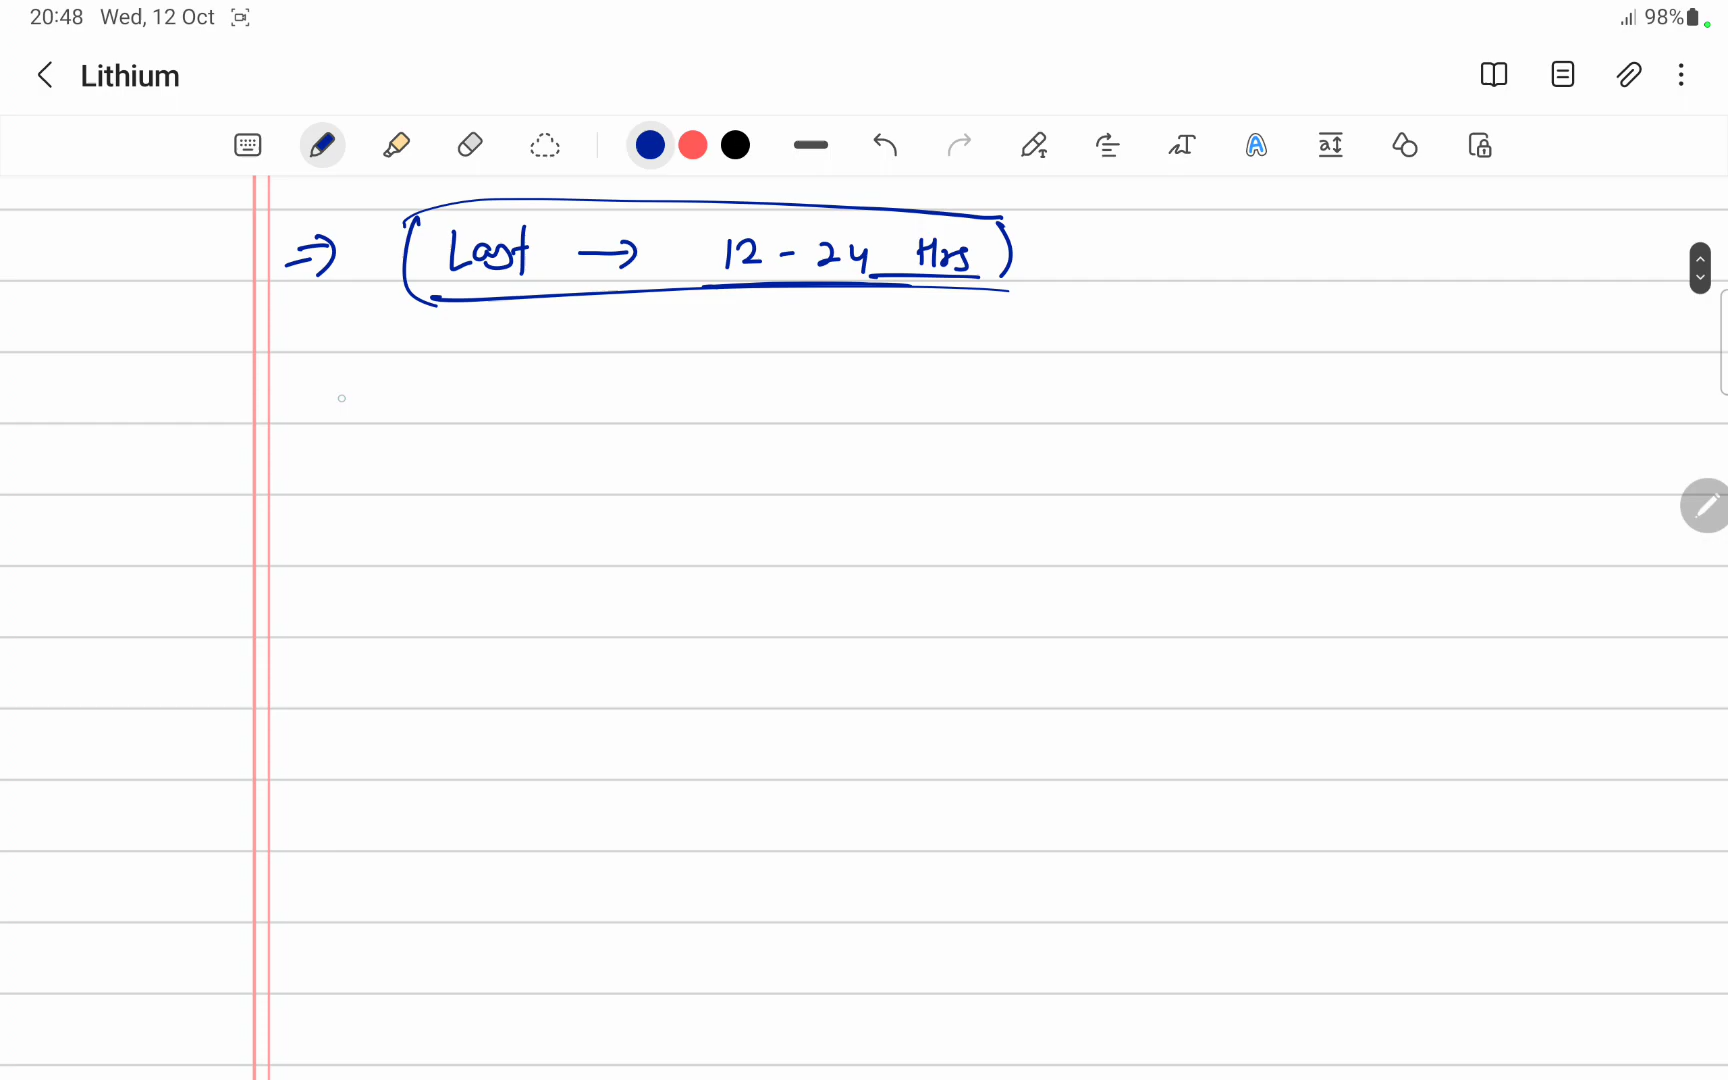 20:48 Wed, 12 Oct 98%
Lithium
⇒ (Last → 12 - 24 Hrs)